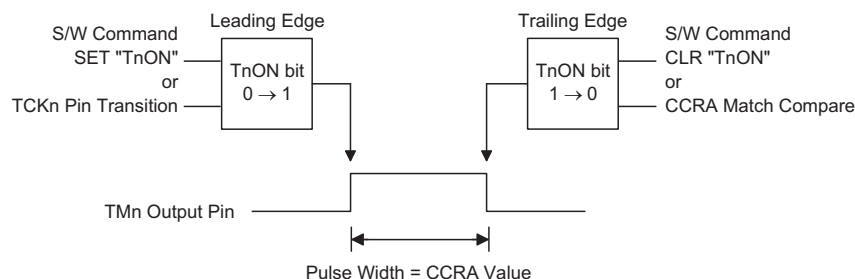 Leading Edge
S/W Command
SET "TnON"
or
TCKn Pin Transition
TnON bit
0 → 1
Trailing Edge
TnON bit
1 → 0
S/W Command
CLR "TnON"
or
CCRA Match Compare
TMn Output Pin
Pulse Width = CCRA Value